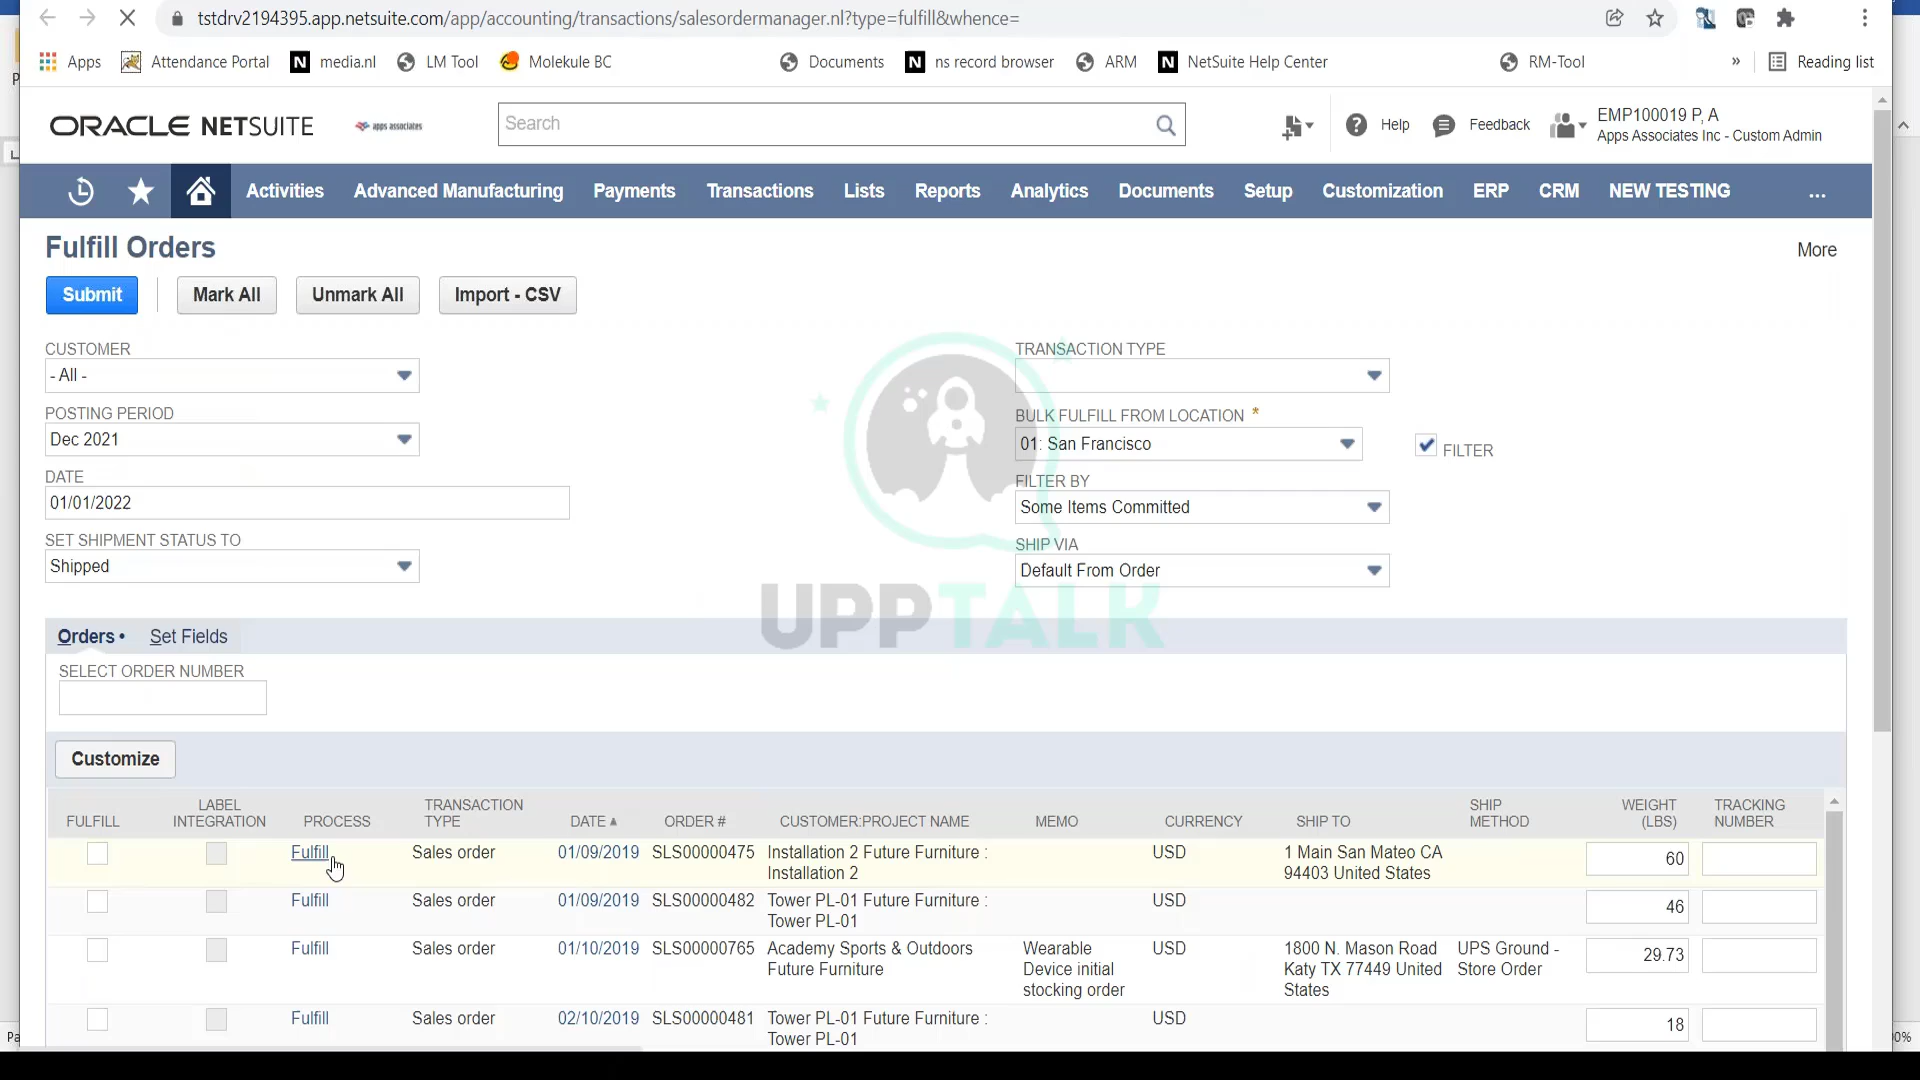 tstdrv2194395.app.netsuite.com/app/accounting/transactions/salesordermanager.nl?type=fulfill&whence=
Apps Attendance Portal N media.nl LM Tool Molekule BC Documents N ns record browser ARM N NetSuite Help Center RM-Tool » Reading list
ORACLE NETSUITE apps associates Search Help Feedback EMP100019 P, A
Apps Associates Inc - Custom Admin
Activities Advanced Manufacturing Payments Transactions Lists Reports Analytics Documents Setup Customization ERP CRM NEW TESTING ...
Fulfill Orders More
Submit Mark All Unmark All Import - CSV
CUSTOMER TRANSACTION TYPE
- All -
POSTING PERIOD BULK FULFILL FROM LOCATION *
Dec 2021 01: San Francisco FILTER
DATE FILTER BY
01/01/2022 Some Items Committed
SET SHIPMENT STATUS TO SHIP VIA
Shipped Default From Order
UPPTALK
Orders • Set Fields
SELECT ORDER NUMBER
Customize
FULFILL LABEL INTEGRATION PROCESS TRANSACTION TYPE DATE ▲ ORDER # CUSTOMER:PROJECT NAME MEMO CURRENCY SHIP TO SHIP METHOD WEIGHT (LBS) TRACKING NUMBER
Fulfill Sales order 01/09/2019 SLS00000475 Installation 2 Future Furniture : USD 1 Main San Mateo CA 60
Installation 2 94403 United States
Fulfill Sales order 01/09/2019 SLS00000482 Tower PL-01 Future Furniture : USD 46
Tower PL-01
Fulfill Sales order 01/10/2019 SLS00000765 Academy Sports & Outdoors Wearable USD 1800 N. Mason Road UPS Ground - 29.73
Future Furniture Device initial Katy TX 77449 United Store Order
stocking order States
Fulfill Sales order 02/10/2019 SLS00000481 Tower PL-01 Future Furniture : USD 18
Tower PL-01